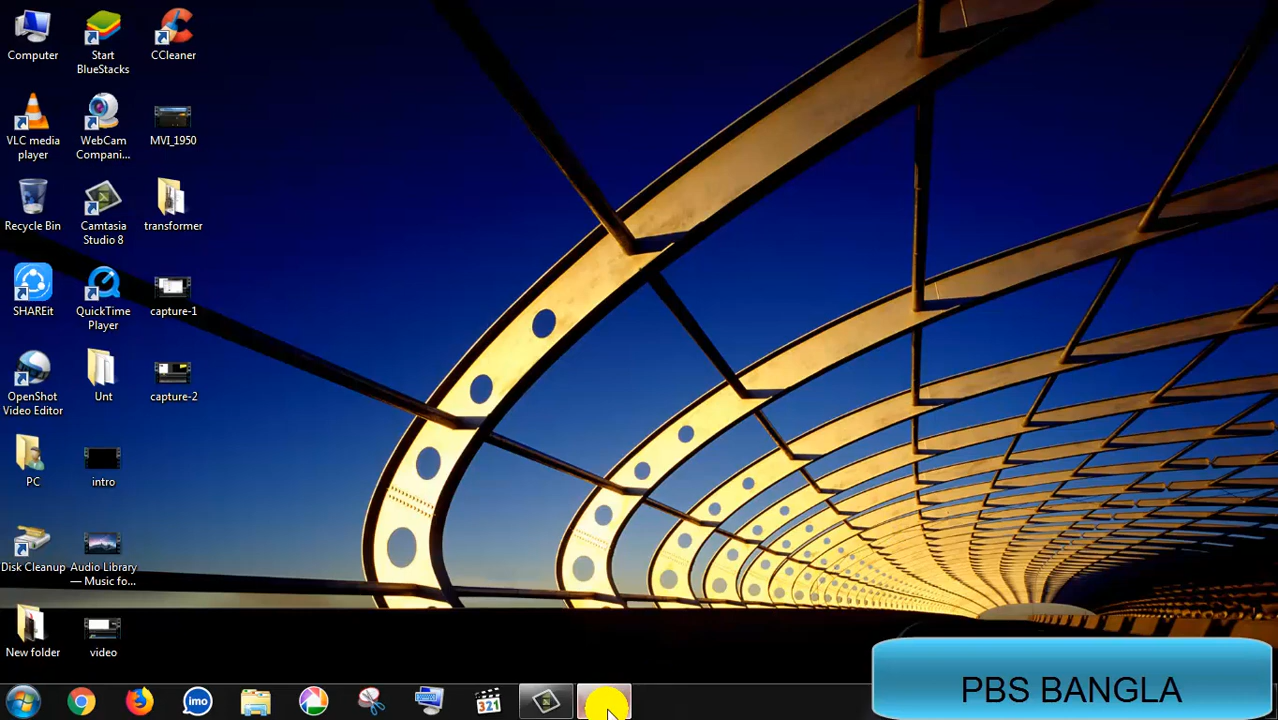 Computer
Start
BlueStacks
CCleaner
VLC media
player
WebCam
Compani...
MVI_1950
Recycle Bin
Camtasia
Studio 8
transformer
SHAREit
QuickTime
Player
capture-1
OpenShot
Video Editor
Unt
capture-2
PC
intro
Disk Cleanup
Audio Library
— Music fo...
New folder
video
imo
321
PBS BANGLA